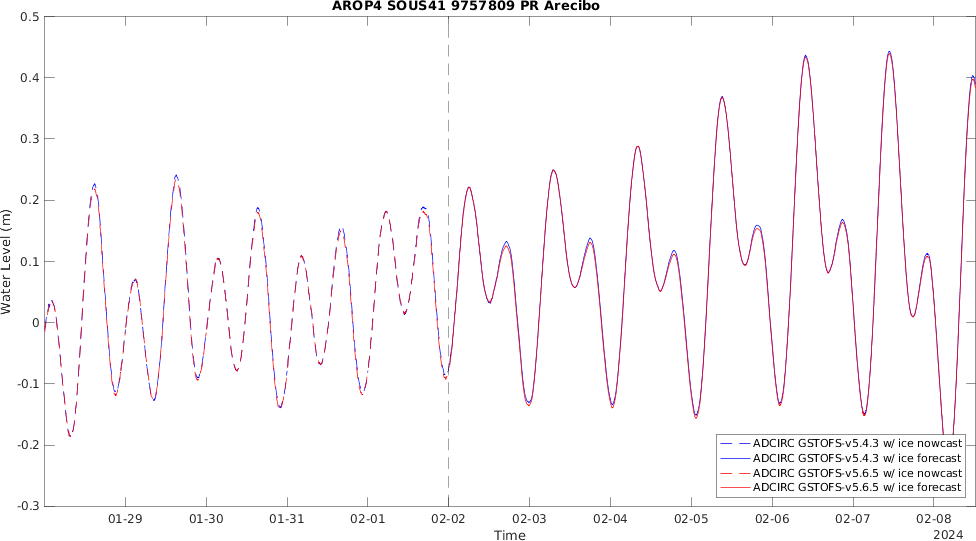 AROP4 SOUS41 9757809 PR Arecibo
0.5
0.4
0.3
0.2
0.1
0
-0.1
-0.2
-0.3
Water Level (m)
ADCIRC GSTOFS-v5.4.3 w/ ice nowcast
ADCIRC GSTOFS-v5.4.3 w/ ice forecast
ADCIRC GSTOFS-v5.6.5 w/ ice nowcast
ADCIRC GSTOFS-v5.6.5 w/ ice forecast
01-29 01-30 01-31 02-01 02-02 02-03 02-04 02-05 02-06 02-07 02-08
Time 2024